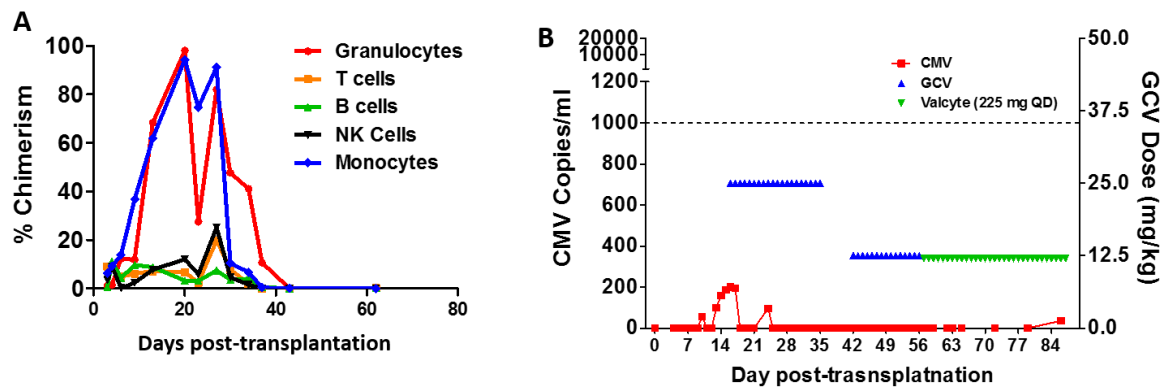 A
% Chimerism
100
80
60
40
20
0
0 20 40 60 80
Days post-transplantation
Granulocytes
T cells
B cells
NK Cells
Monocytes
B
CMV Copies/ml
20000
10000
1200
1000
800
600
400
200
0
0 7 14 21 28 35 42 49 56 63 70 77 84
Day post-trasnsplatnation
CMV
GCV
Valcyte (225 mg QD)
50.0
37.5
25.0
12.5
0.0
GCV Dose (mg/kg)